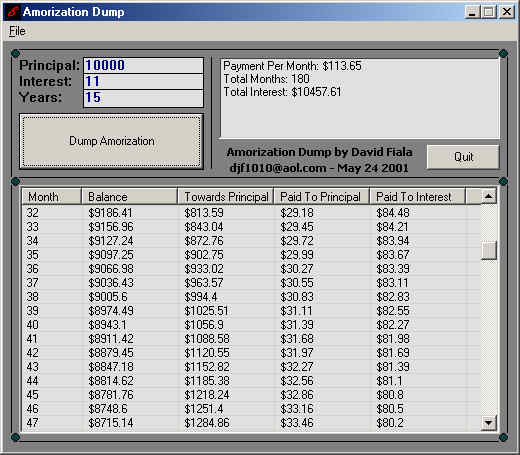 Amorization Dump
File
Principal: 10000
Interest: 11
Years: 15
Dump Amorization
Payment Per Month: $113.65
Total Months: 180
Total Interest: $10457.61
Amorization Dump by David Fiala
djf1010@aol.com - May 24 2001
Quit
Month Balance Towards Principal Paid To Principal Paid To Interest
32 $9186.41 $813.59 $29.18 $84.48
33 $9156.96 $843.04 $29.45 $84.21
34 $9127.24 $872.76 $29.72 $83.94
35 $9097.25 $902.75 $29.99 $83.67
36 $9066.98 $933.02 $30.27 $83.39
37 $9036.43 $963.57 $30.55 $83.11
38 $9005.6 $994.4 $30.83 $82.83
39 $8974.49 $1025.51 $31.11 $82.55
40 $8943.1 $1056.9 $31.39 $82.27
41 $8911.42 $1088.58 $31.68 $81.98
42 $8879.45 $1120.55 $31.97 $81.69
43 $8847.18 $1152.82 $32.27 $81.39
44 $8814.62 $1185.38 $32.56 $81.1
45 $8781.76 $1218.24 $32.86 $80.8
46 $8748.6 $1251.4 $33.16 $80.5
47 $8715.14 $1284.86 $33.46 $80.2